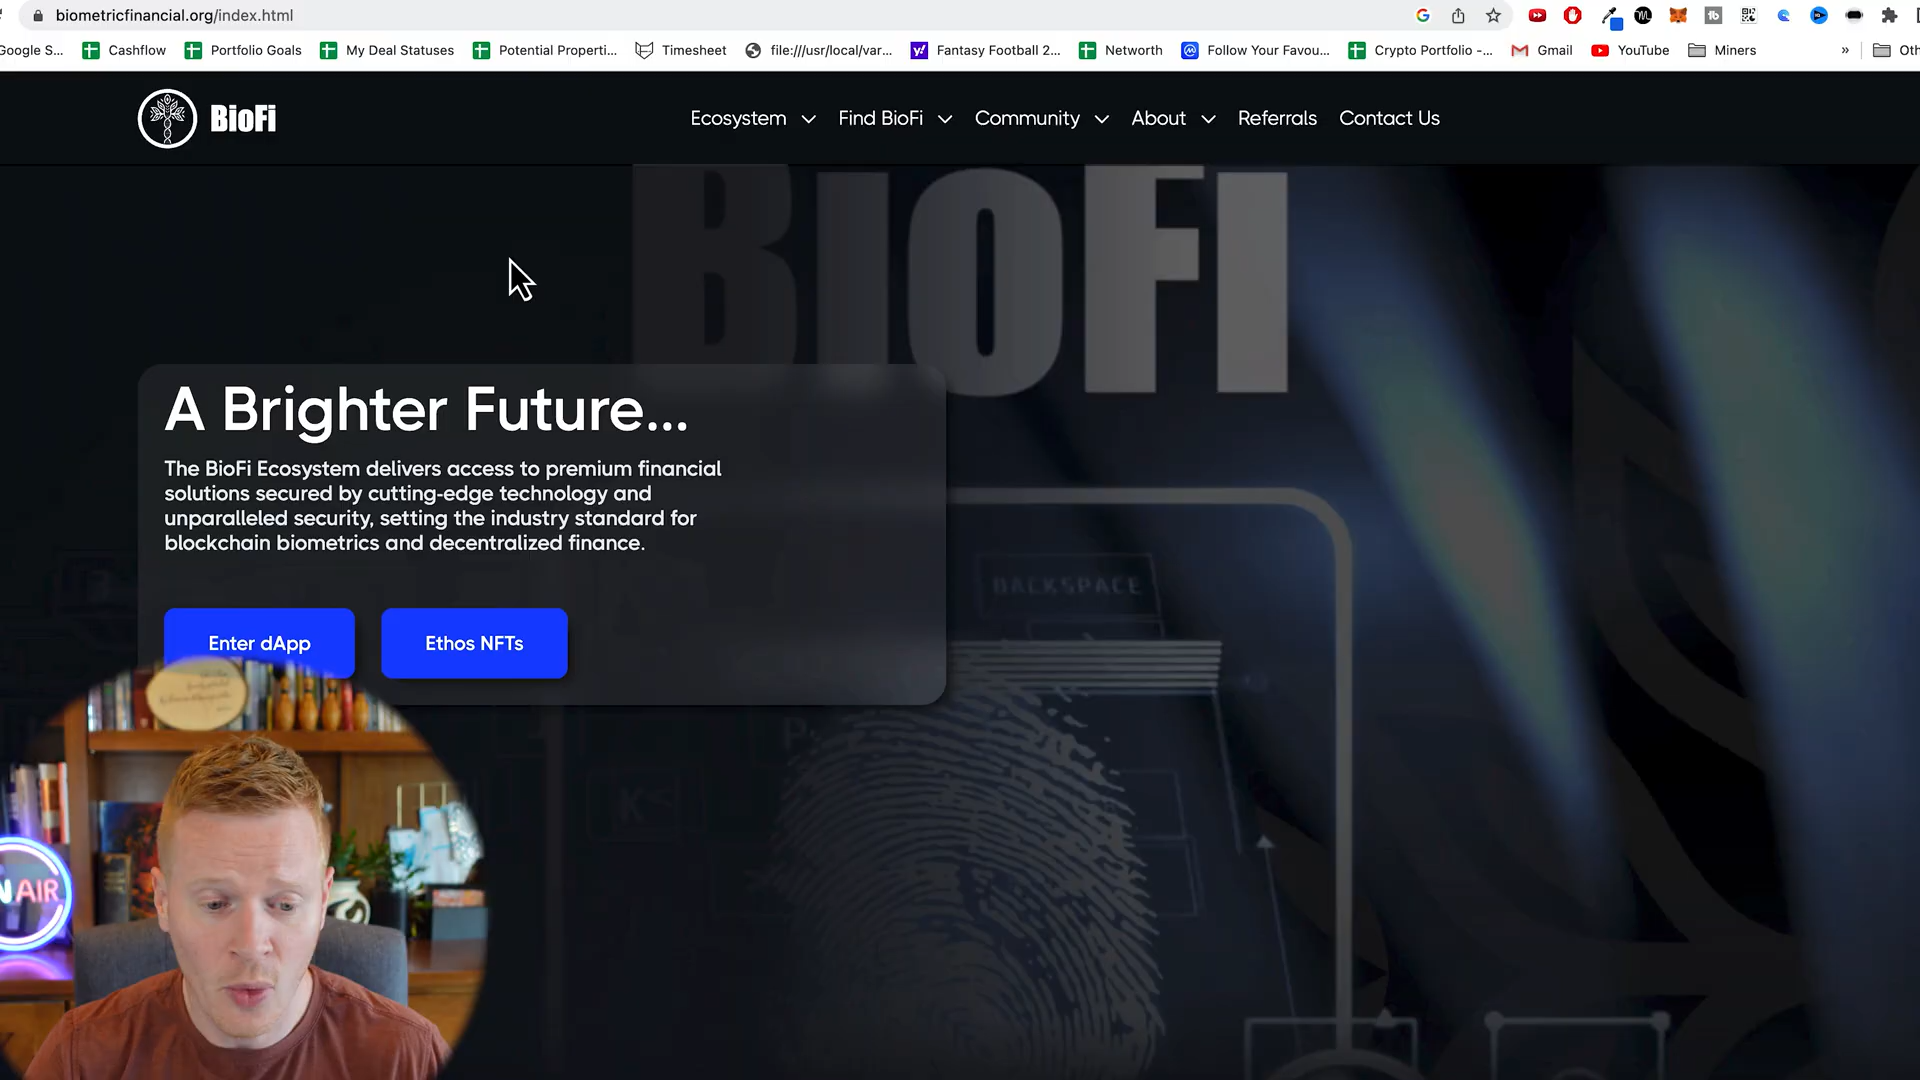 biometricfinancial.org/index.html
Google S... Cashflow Portfolio Goals My Deal Statuses Potential Properti... Timesheet file:///usr/local/var... Fantasy Football 2... Networth Follow Your Favou... Crypto Portfolio -... Gmail YouTube Miners » Oth
BioFi Ecosystem Find BioFi Community About Referrals Contact Us
BioFi
A Brighter Future...
The BioFi Ecosystem delivers access to premium financial
solutions secured by cutting-edge technology and
unparalleled security, setting the industry standard for
blockchain biometrics and decentralized finance.
BACKSPACE
Enter dApp Ethos NFTs
P
K
N AIR